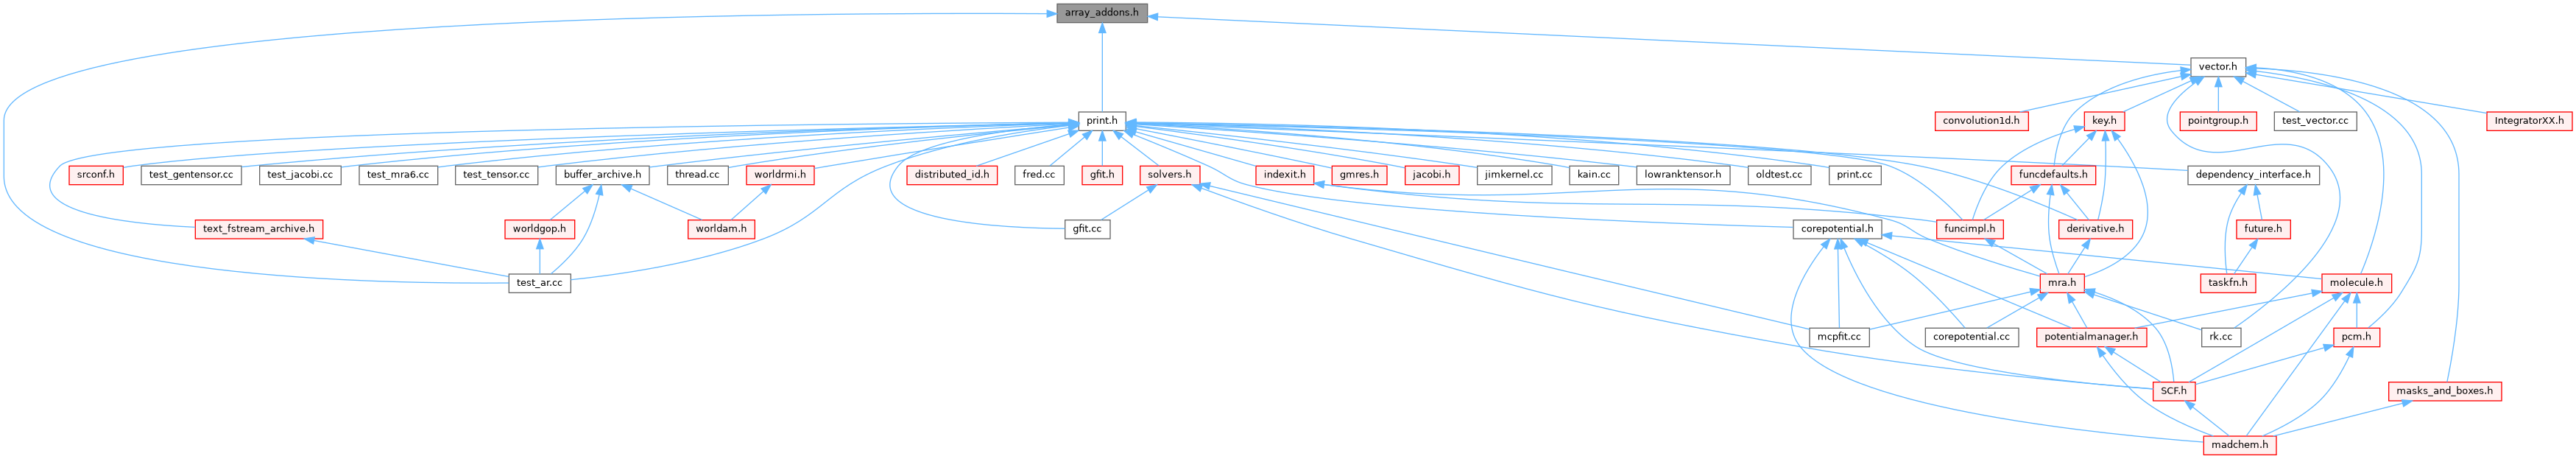 array_addons.h
vector.h
print.h
convolution1d.h
key.h
pointgroup.h
test_vector.cc
IntegratorXX.h
srconf.h
test_gentensor.cc
test_jacobi.cc
test_mra6.cc
test_tensor.cc
buffer_archive.h
thread.cc
worldrmi.h
distributed_id.h
fred.cc
gfit.h
solvers.h
indexit.h
gmres.h
jacobi.h
jimkernel.cc
kain.cc
lowranktensor.h
oldtest.cc
print.cc
funcdefaults.h
dependency_interface.h
text_fstream_archive.h
worldgop.h
worldam.h
gfit.cc
corepotential.h
funcimpl.h
derivative.h
future.h
test_ar.cc
mra.h
taskfn.h
molecule.h
mcpfit.cc
corepotential.cc
potentialmanager.h
rk.cc
pcm.h
SCF.h
masks_and_boxes.h
madchem.h